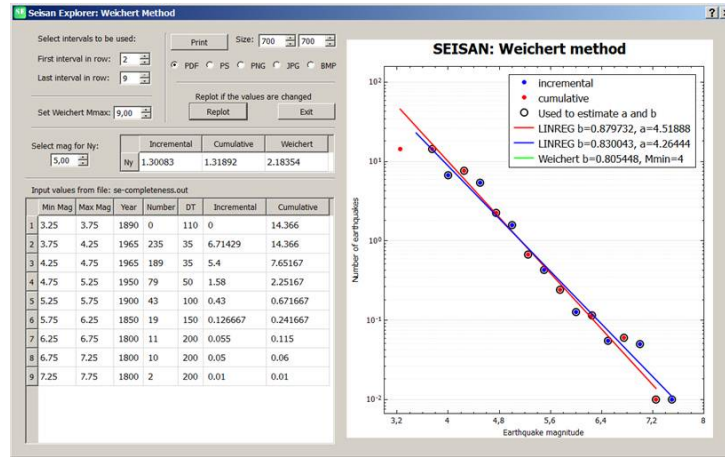 Seisan Explorer: Weichert Method
Select intervals to be used:
First interval in row: 2
Last interval in row: 9
Set Weichert Mmax: 9,00
Print Size: 700 700
PDF PS PNG JPG BMP
Replot if the values are changed
Replot Exit
Select mag for Ny:
5,00
Incremental Cumulative Weichert
Ny 1.30083 1.31892 2.18354
Input values from file: se-completeness.out
Min Mag Max Mag Year Number DT Incremental Cumulative
1 3.25 3.75 1890 0 110 0 14.366
2 3.75 4.25 1965 235 35 6.71429 14.366
3 4.25 4.75 1965 189 35 5.4 7.65167
4 4.75 5.25 1950 79 50 1.58 2.25167
5 5.25 5.75 1900 43 100 0.43 0.671667
6 5.75 6.25 1850 19 150 0.126667 0.241667
7 6.25 6.75 1800 11 200 0.055 0.115
8 6.75 7.25 1800 10 200 0.05 0.06
9 7.25 7.75 1800 2 200 0.01 0.01
SEISAN: Weichert method
incremental
cumulative
Used to estimate a and b
LINREG b=0.879732, a=4.51888
LINREG b=0.830043, a=4.26444
Weichert b=0.805448, Mmin=4
Number of earthquakes
10²
10¹
10⁰
10⁻¹
10⁻²
3,2 4 4,8 5,6 6,4 7,2 8
Earthquake magnitude